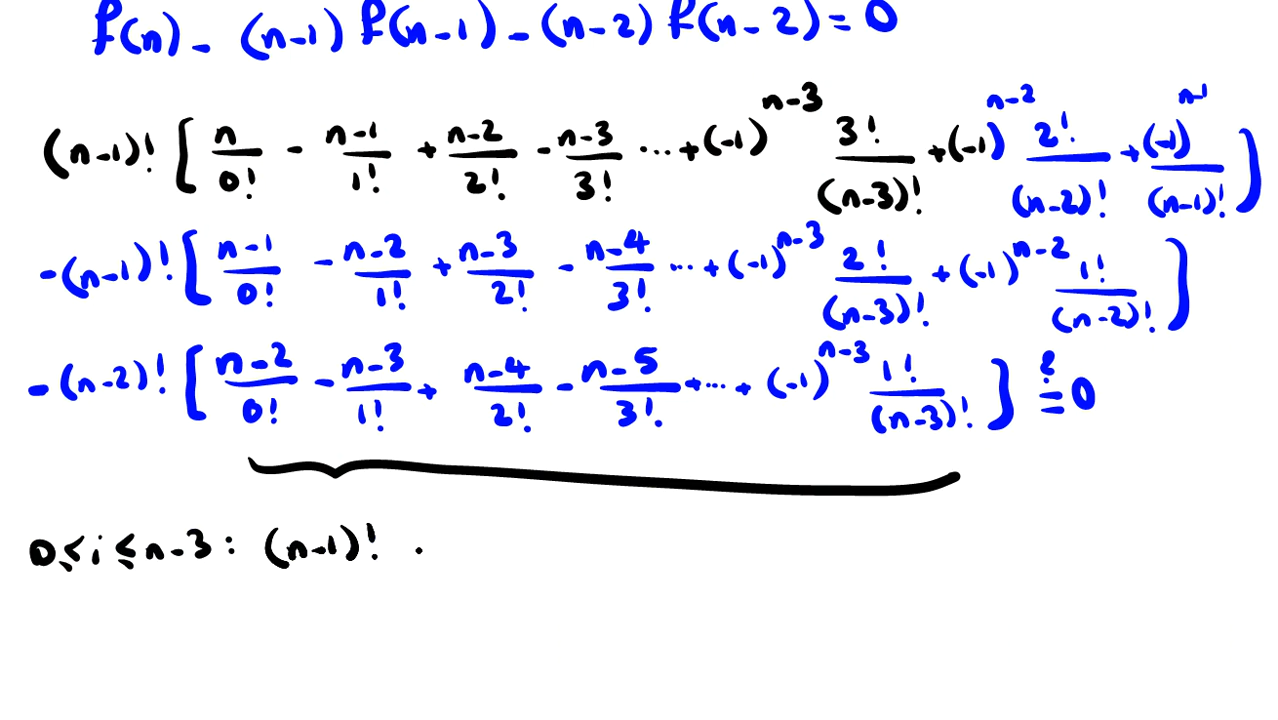 f(n) - (n-1) f(n-1) - (n-2) f(n-2) = 0
(n-1)! [ n/0! - n-1/1! + n-2/2! - n-3/3! ... + (-1)^n-3 3!/(n-3)! + (-1)^n-2 2!/(n-2)! + (-1)^n-1/(n-1)! ]
-(n-1)! [ n-1/0! - n-2/1! + n-3/2! - n-4/3! ... + (-1)^n-3 2!/(n-3)! + (-1)^n-2 1!/(n-2)! ]
-(n-2)! [ n-2/0! - n-3/1! + n-4/2! - n-5/3! + ... + (-1)^n-3 1!/(n-3)! ] ?= 0
0 ≤ i ≤ n-3 : (n-1)! .